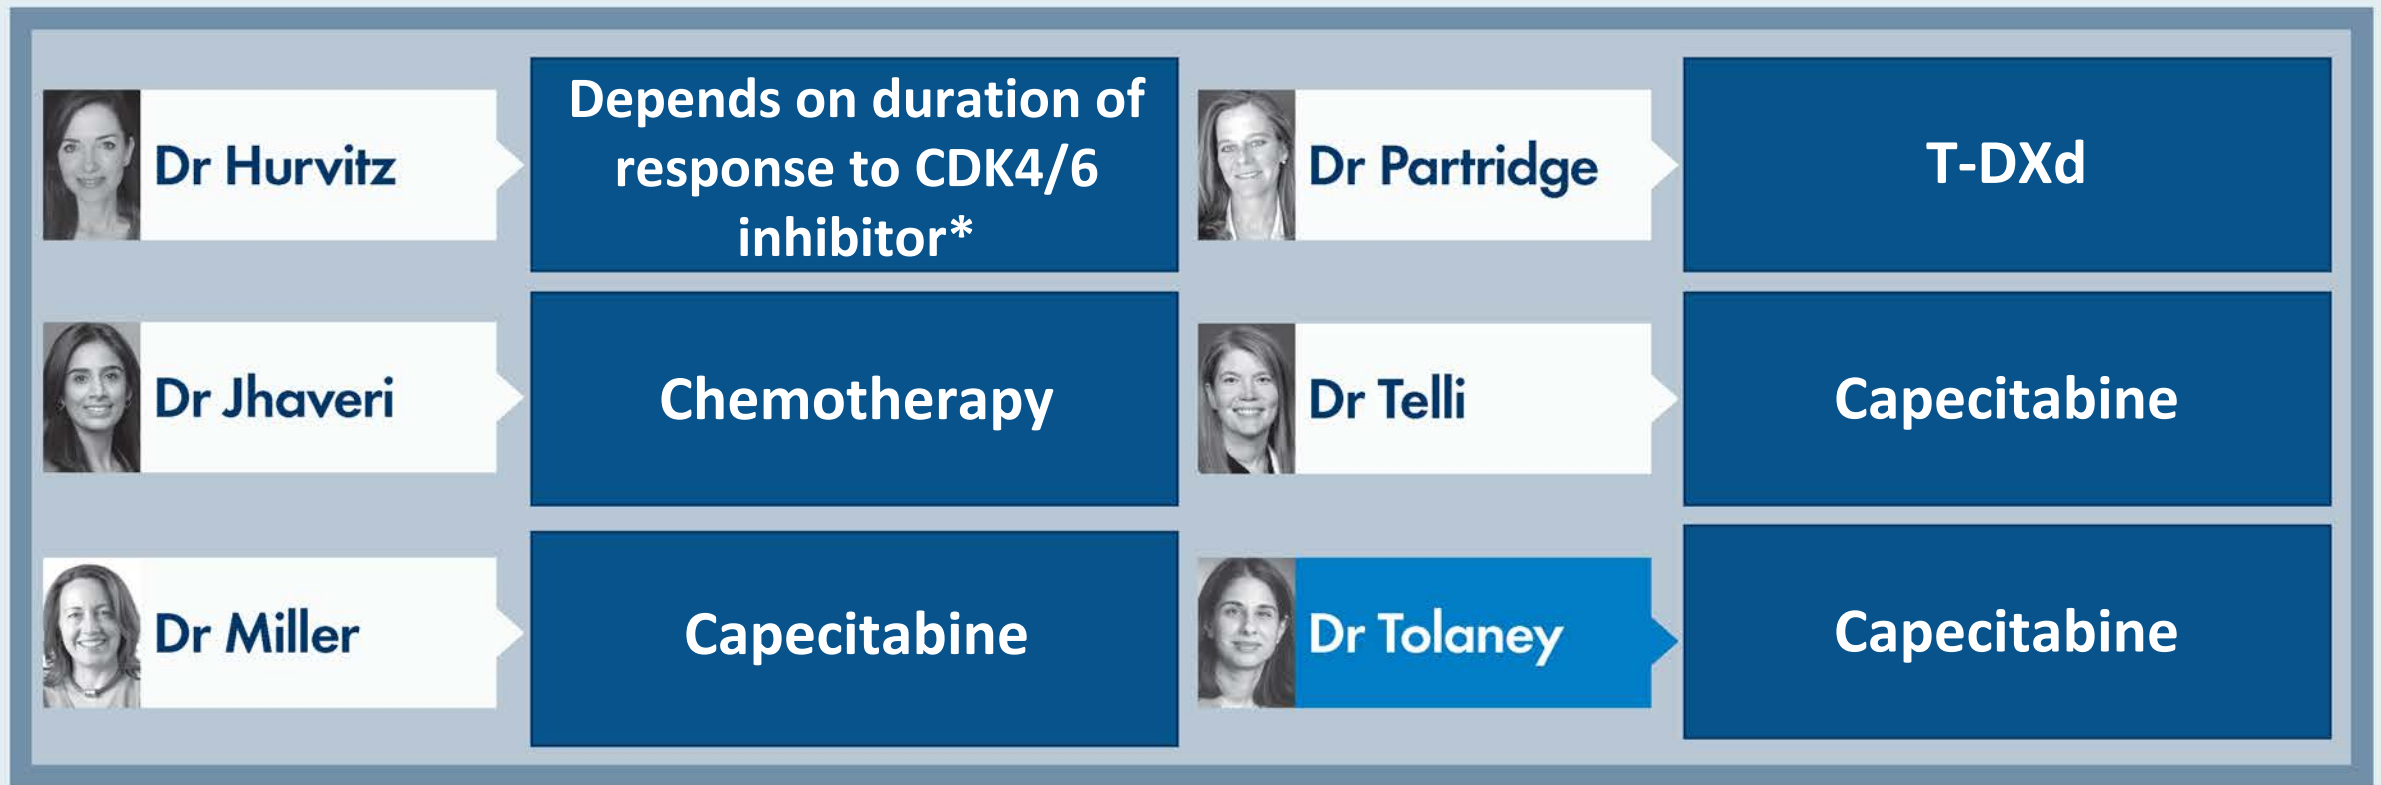 Dr Hurvitz
Depends on duration of
response to CDK4/6
inhibitor*
Dr Partridge
T-DXd
Dr Jhaveri
Chemotherapy
Dr Telli
Capecitabine
Dr Miller
Capecitabine
Dr Tolaney
Capecitabine